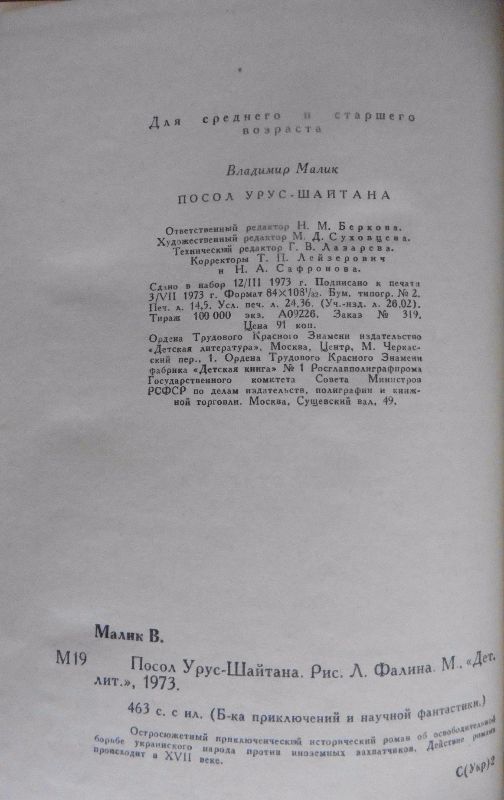 Для среднего и старшего
возраста
Владимир Малик
ПОСОЛ УРУС-ШАЙТАНА
Ответственный редактор Н. М. Беркова.
Художественный редактор М. Д. Суховцева.
Технический редактор Г. В. Лазарева.
Корректоры Т. П. Лейзерович
и Н. А. Сафронова.
Сдано в набор 12/III 1973 г. Подписано к печати
3/VII 1973 г. Формат 84×108¹/₃₂. Бум. типогр. № 2.
Печ. л. 14,5. Усл. печ. л. 24,36. (Уч.-изд. л. 26,02).
Тираж 100 000 экз. А09228. Заказ № 319.
Цена 91 коп.
Ордена Трудового Красного Знамени издательство
«Детская литература». Москва, Центр, М. Черкас-
ский пер., 1. Ордена Трудового Красного Знамени
фабрика «Детская книга» № 1 Росглавполиграфпрома
Государственного комитета Совета Министров
РСФСР по делам издательств, полиграфии и книж-
ной торговли. Москва, Сущевский вал, 49.
Малик В.
М19 Посол Урус-Шайтана. Рис. Л. Фалина. М., «Дет.
лит.», 1973.
463 с. с ил. (Б-ка приключений и научной фантастики.)
Остросюжетный приключенческий исторический роман об освободительной
борьбе украинского народа против иноземных захватчиков. Действие романа
происходит в XVII веке.
С(Укр)2